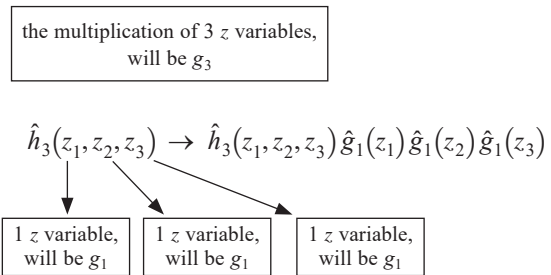 the multiplication of 3 z variables,
will be g₃
ĥ₃(z₁, z₂, z₃) → ĥ₃(z₁, z₂, z₃) ĝ₁(z₁) ĝ₁(z₂) ĝ₁(z₃)
1 z variable,
will be g₁
1 z variable,
will be g₁
1 z variable,
will be g₁